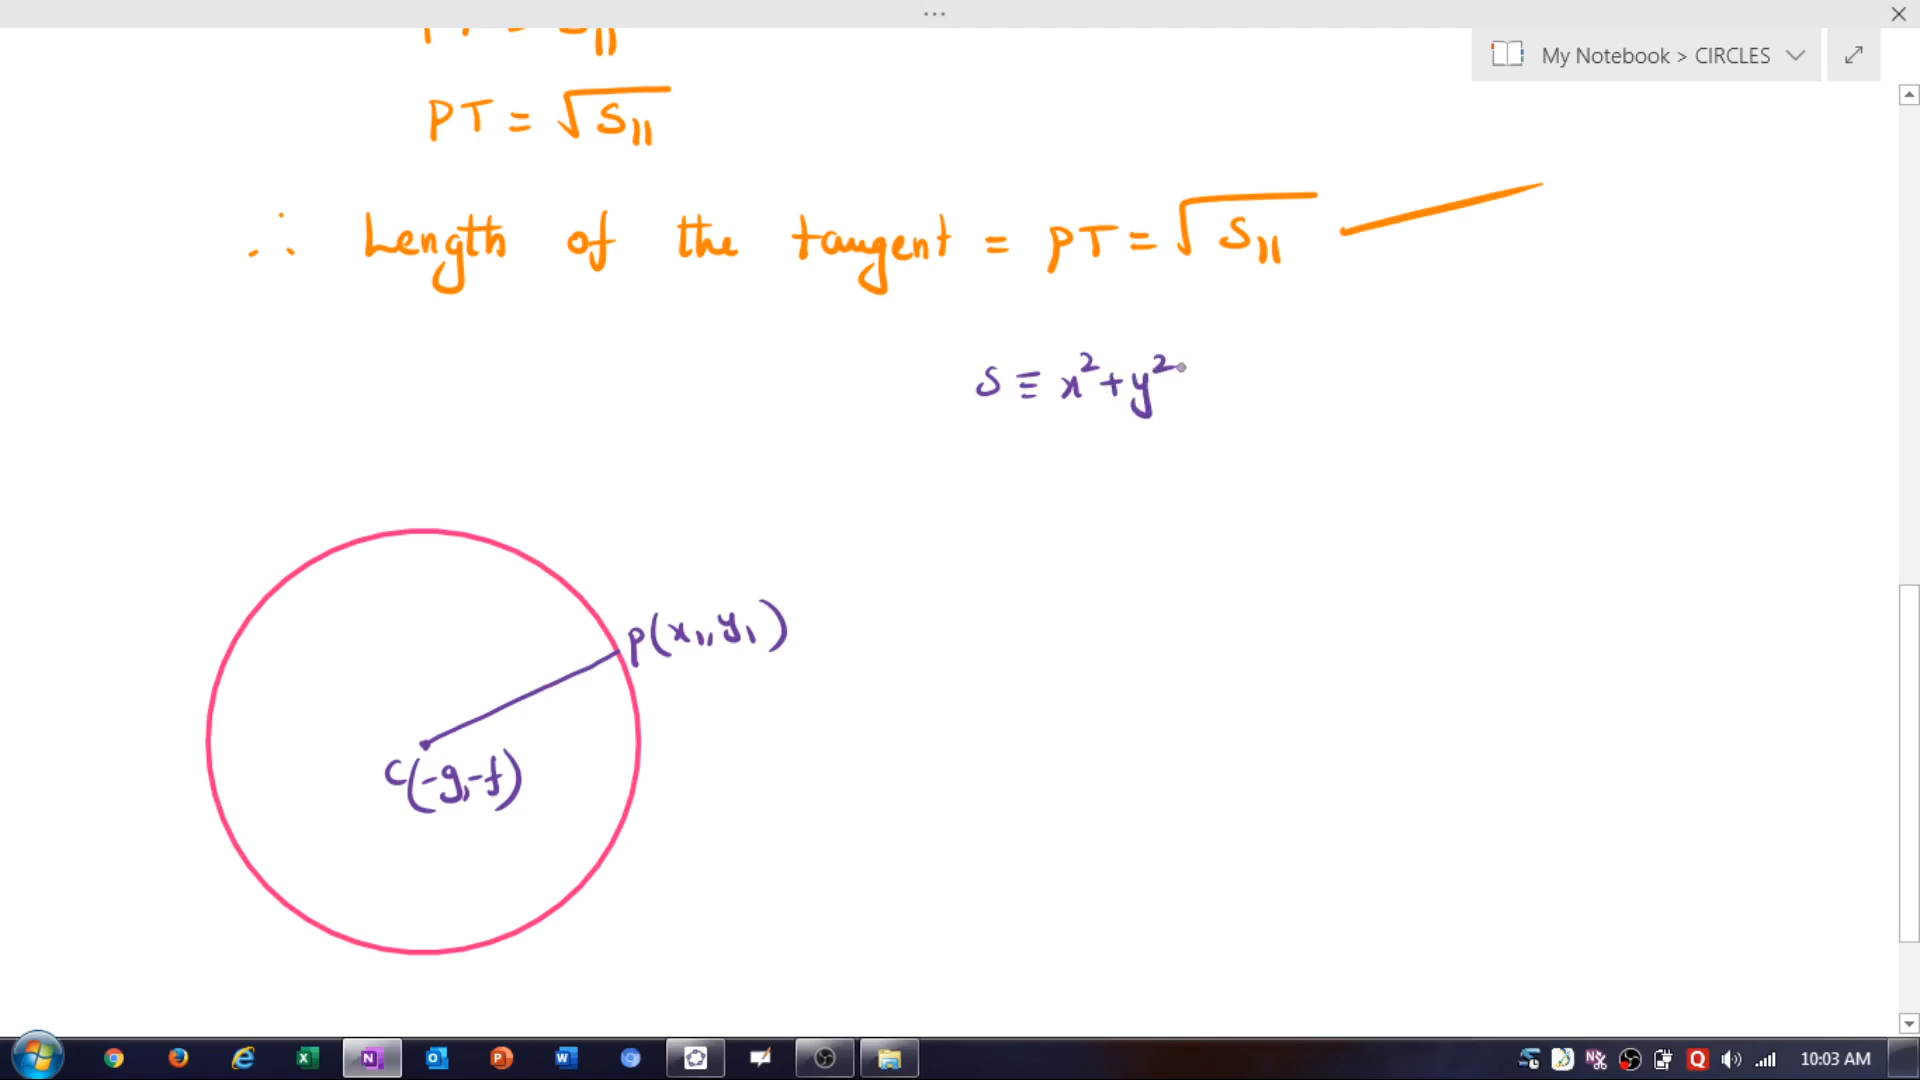 My Notebook > CIRCLES
PT = √S₁₁
∴ Length of the tangent = PT = √S₁₁
S ≡ x² + y²
P(x₁, y₁)
C(-g, -f)
10:03 AM